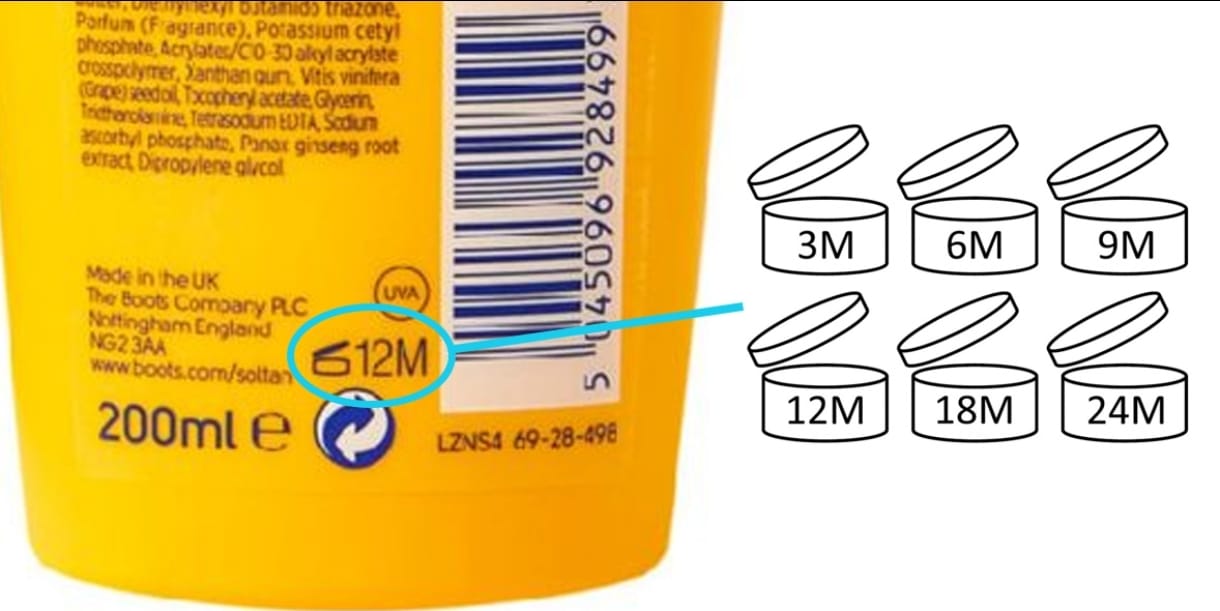 butamido triazone,
Parfum (Fragrance), Potassium cetyl
phosphate, Acrylates/C10-30 alkyl acrylate
crosspolymer, Xanthan gum, Vitis vinifera
(Grape) seed oil, Tocopheryl acetate, Glycerin,
Triethanolamine, Tetrasodium EDTA, Sodium
ascorbyl phosphate, Panax ginseng root
extract, Dipropylene glycol
Made in the UK
The Boots Company PLC
Nottingham England
NG2 3AA
www.boots.com/soltan
UVA
12M
200ml e
5 045096 928499
LZNS4 69-28-498
3M 6M 9M
12M 18M 24M